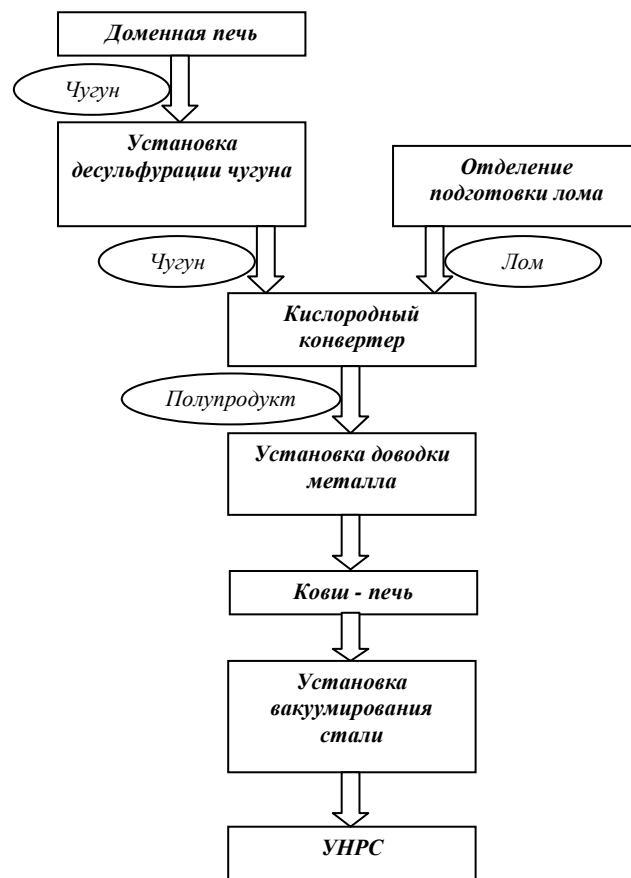 Доменная печь
Чугун
Установка
десульфурации чугуна
Отделение
подготовки лома
Чугун
Лом
Кислородный
конвертер
Полупродукт
Установка доводки
металла
Ковш - печь
Установка
вакуумирования
стали
УНРС